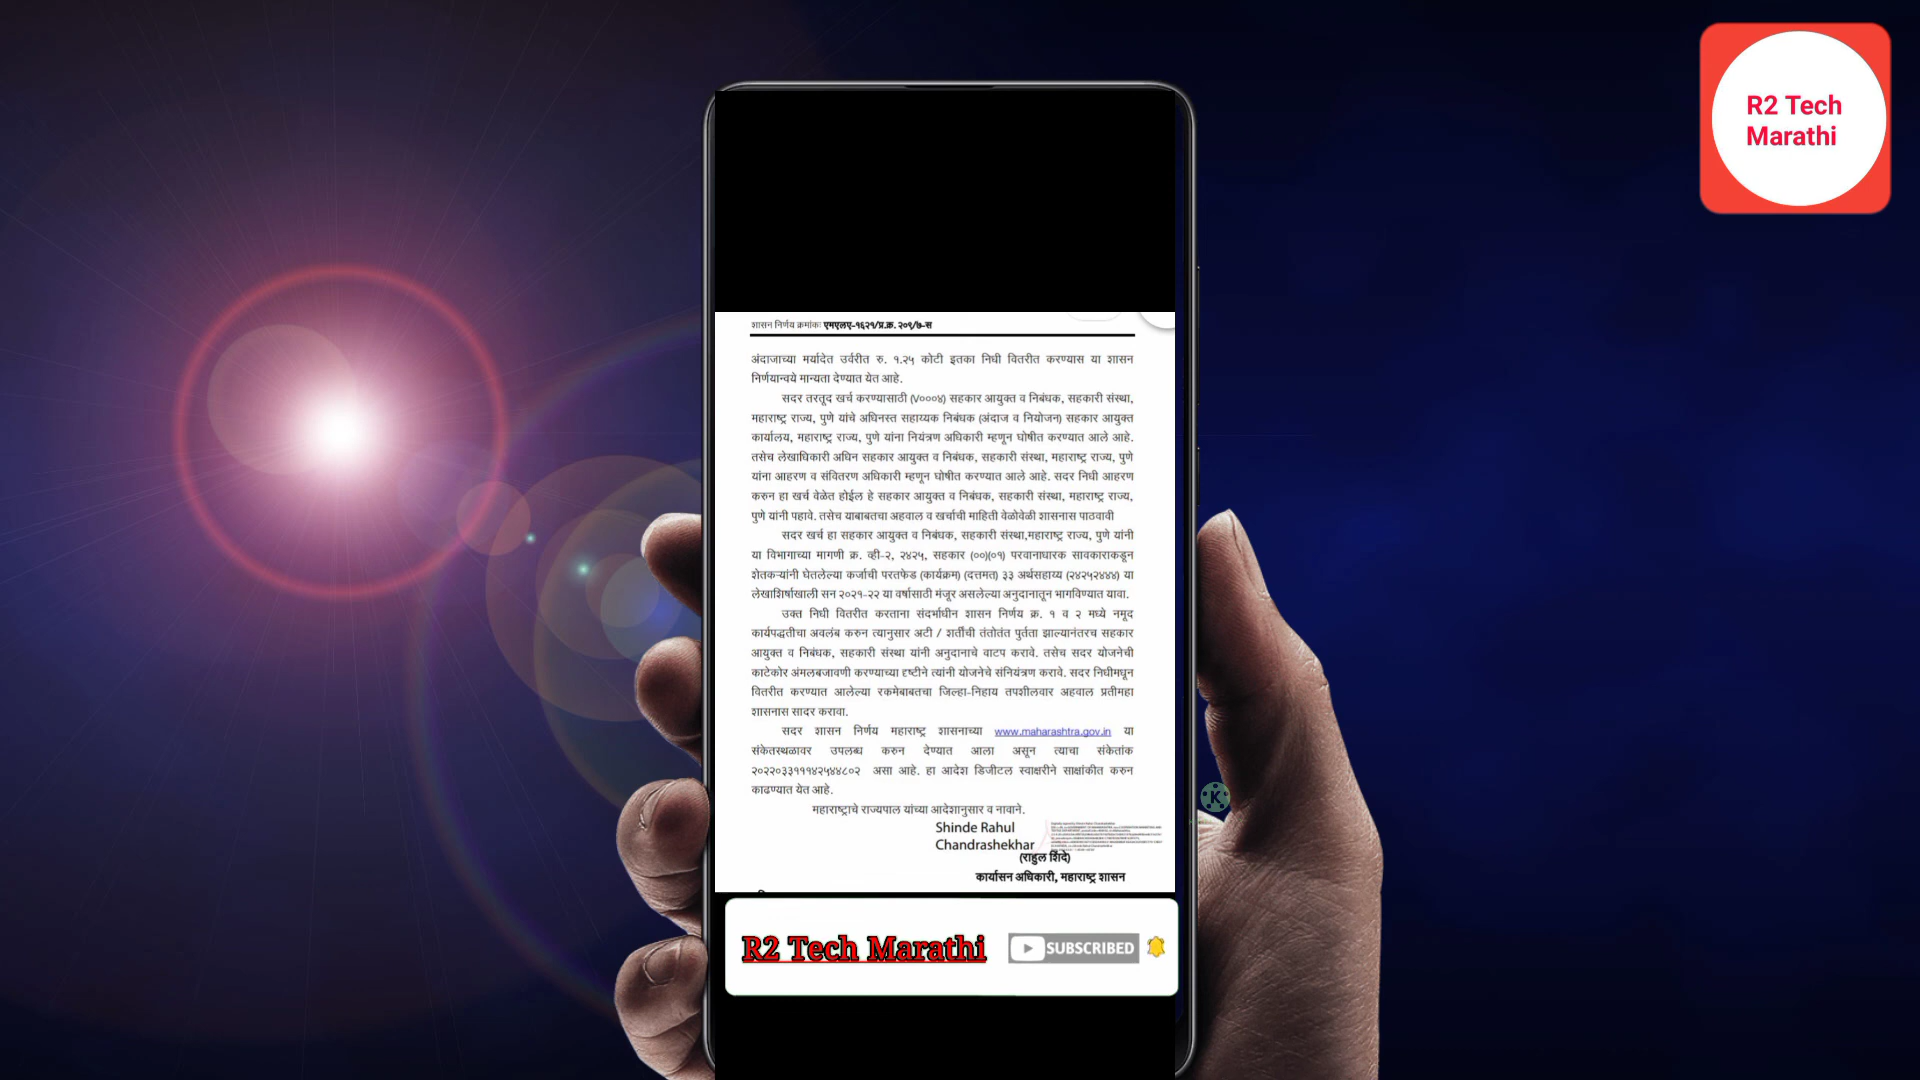 R2 Tech
Marathi
शासन निर्णय क्रमांकः एमएलए-१६२१/प्र.क्र. २०९/७-स
अंदाजाच्या मर्यादेत उर्वरीत रु. १.२५ कोटी इतका निधी वितरीत करण्यास या शासन
निर्णयान्वये मान्यता देण्यात येत आहे.
सदर तरतूद खर्च करण्यासाठी (V०००४) सहकार आयुक्त व निबंधक, सहकारी संस्था,
महाराष्ट्र राज्य, पुणे यांचे अधिनस्त सहाय्यक निबंधक (अंदाज व नियोजन) सहकार आयुक्त
कार्यालय, महाराष्ट्र राज्य, पुणे यांना नियंत्रण अधिकारी म्हणून घोषीत करण्यात आले आहे.
तसेच लेखाधिकारी अधिन सहकार आयुक्त व निबंधक, सहकारी संस्था, महाराष्ट्र राज्य, पुणे
यांना आहरण व संवितरण अधिकारी म्हणून घोषीत करण्यात आले आहे. सदर निधी आहरण
करुन हा खर्च वेळेत होईल हे सहकार आयुक्त व निबंधक, सहकारी संस्था, महाराष्ट्र राज्य,
पुणे यांनी पहावे. तसेच याबाबतचा अहवाल व खर्चाची माहिती वेळोवेळी शासनास पाठवावी
सदर खर्च हा सहकार आयुक्त व निबंधक, सहकारी संस्था,महाराष्ट्र राज्य, पुणे यांनी
या विभागाच्या मागणी क्र. व्ही-२, २४२५, सहकार (००)(०१) परवानाधारक सावकाराकडून
शेतकऱ्यांनी घेतलेल्या कर्जाची परतफेड (कार्यक्रम) (दत्तमत) ३३ अर्थसहाय्य (२४२५२४४४) या
लेखाशिर्षाखाली सन २०२१-२२ या वर्षासाठी मंजूर असलेल्या अनुदानातून भागविण्यात यावा.
उक्त निधी वितरीत करताना संदर्भाधीन शासन निर्णय क्र. १ व २ मध्ये नमूद
कार्यपद्धतीचा अवलंब करुन त्यानुसार अटी / शर्तींची तंतोतंत पुर्तता झाल्यानंतरच सहकार
आयुक्त व निबंधक, सहकारी संस्था यांनी अनुदानाचे वाटप करावे. तसेच सदर योजनेची
काटेकोर अंमलबजावणी करण्याच्या दृष्टीने त्यांनी योजनेचे संनियंत्रण करावे. सदर निधीमधून
वितरीत करण्यात आलेल्या रकमेबाबतचा जिल्हा-निहाय तपशीलवार अहवाल प्रतीमहा
शासनास सादर करावा.
सदर शासन निर्णय महाराष्ट्र शासनाच्या www.maharashtra.gov.in या
संकेतस्थळावर उपलब्ध करुन देण्यात आला असून त्याचा संकेतांक
२०२२०३३१११४२५४४८०२ असा आहे. हा आदेश डिजीटल स्वाक्षरीने साक्षांकीत करुन
काढण्यात येत आहे.
महाराष्ट्राचे राज्यपाल यांच्या आदेशानुसार व नावाने.
Shinde Rahul
Chandrashekhar
(राहुल शिंदे)
कार्यासन अधिकारी, महाराष्ट्र शासन
R2 Tech Marathi
SUBSCRIBED
K